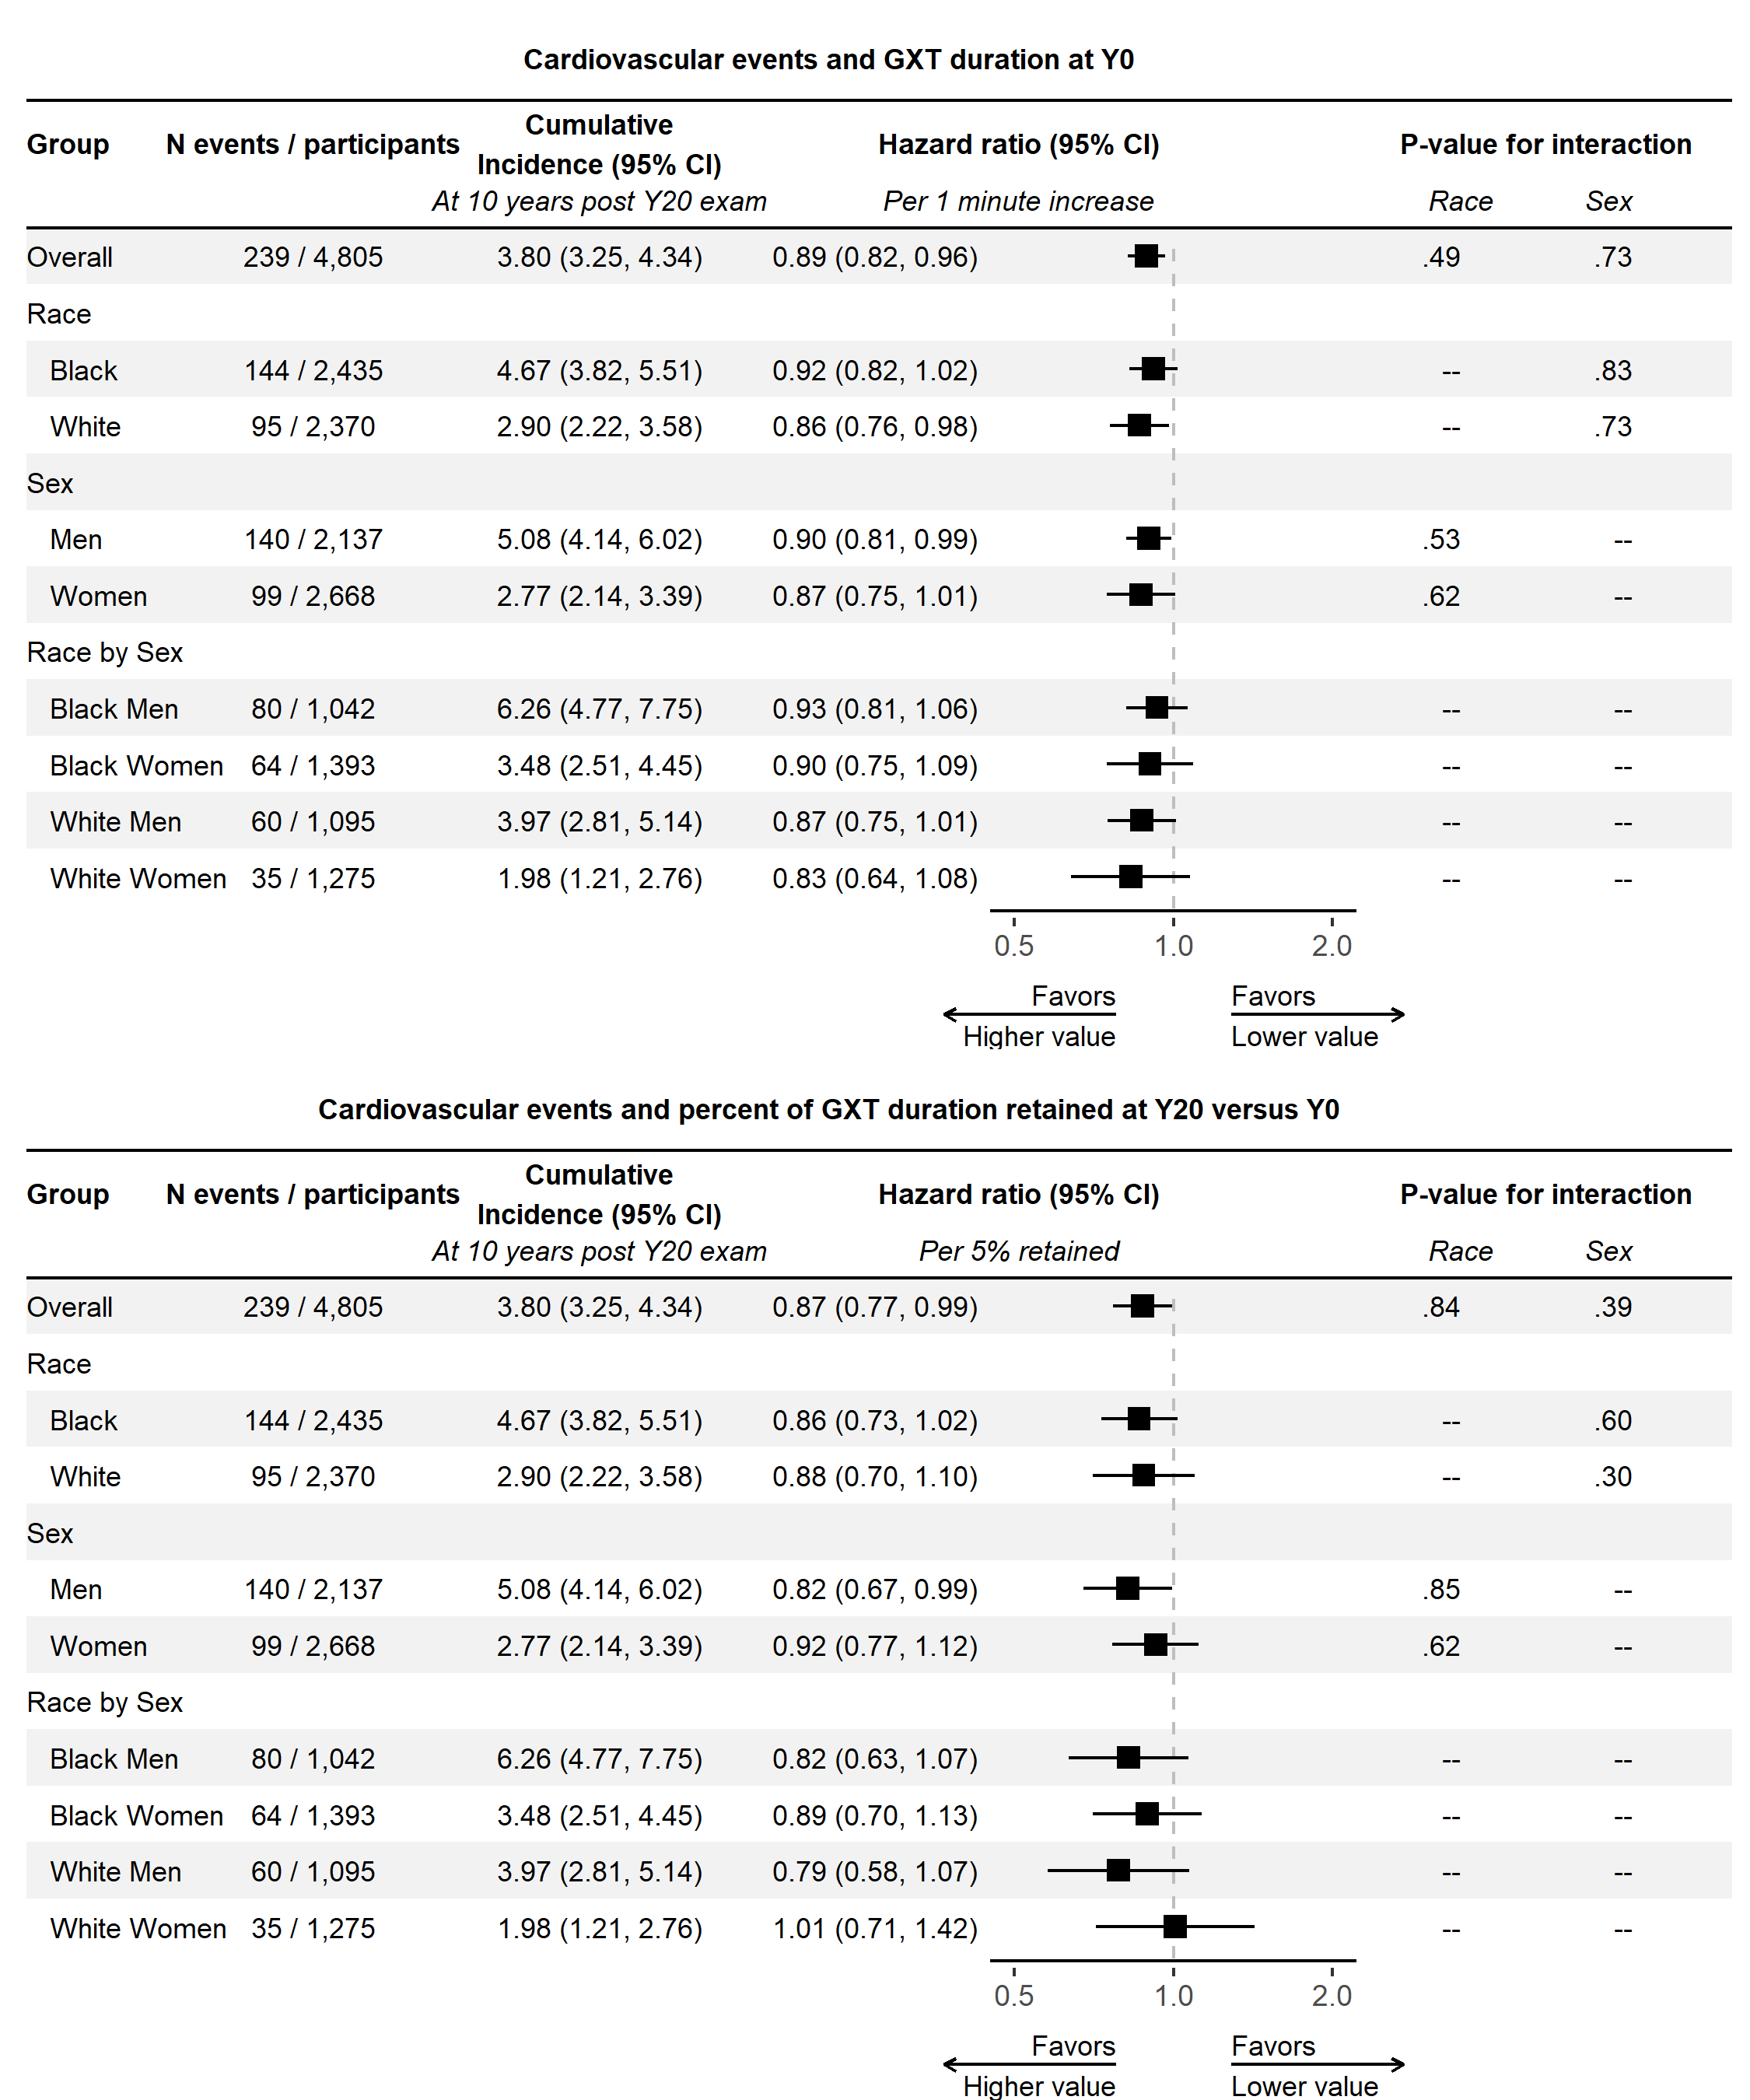 Cardiovascular events and GXT duration at Y0
Group N events / participants Cumulative Incidence (95% CI) Hazard ratio (95% CI) P-value for interaction
At 10 years post Y20 exam Per 1 minute increase Race Sex
Overall 239 / 4,805 3.80 (3.25, 4.34) 0.89 (0.82, 0.96) .49 .73
Race
Black 144 / 2,435 4.67 (3.82, 5.51) 0.92 (0.82, 1.02) -- .83
White 95 / 2,370 2.90 (2.22, 3.58) 0.86 (0.76, 0.98) -- .73
Sex
Men 140 / 2,137 5.08 (4.14, 6.02) 0.90 (0.81, 0.99) .53 --
Women 99 / 2,668 2.77 (2.14, 3.39) 0.87 (0.75, 1.01) .62 --
Race by Sex
Black Men 80 / 1,042 6.26 (4.77, 7.75) 0.93 (0.81, 1.06) -- --
Black Women 64 / 1,393 3.48 (2.51, 4.45) 0.90 (0.75, 1.09) -- --
White Men 60 / 1,095 3.97 (2.81, 5.14) 0.87 (0.75, 1.01) -- --
White Women 35 / 1,275 1.98 (1.21, 2.76) 0.83 (0.64, 1.08) -- --
0.5 1.0 2.0
Favors Favors
Higher value Lower value
Cardiovascular events and percent of GXT duration retained at Y20 versus Y0
Group N events / participants Cumulative Incidence (95% CI) Hazard ratio (95% CI) P-value for interaction
At 10 years post Y20 exam Per 5% retained Race Sex
Overall 239 / 4,805 3.80 (3.25, 4.34) 0.87 (0.77, 0.99) .84 .39
Race
Black 144 / 2,435 4.67 (3.82, 5.51) 0.86 (0.73, 1.02) -- .60
White 95 / 2,370 2.90 (2.22, 3.58) 0.88 (0.70, 1.10) -- .30
Sex
Men 140 / 2,137 5.08 (4.14, 6.02) 0.82 (0.67, 0.99) .85 --
Women 99 / 2,668 2.77 (2.14, 3.39) 0.92 (0.77, 1.12) .62 --
Race by Sex
Black Men 80 / 1,042 6.26 (4.77, 7.75) 0.82 (0.63, 1.07) -- --
Black Women 64 / 1,393 3.48 (2.51, 4.45) 0.89 (0.70, 1.13) -- --
White Men 60 / 1,095 3.97 (2.81, 5.14) 0.79 (0.58, 1.07) -- --
White Women 35 / 1,275 1.98 (1.21, 2.76) 1.01 (0.71, 1.42) -- --
0.5 1.0 2.0
Favors Favors
Higher value Lower value